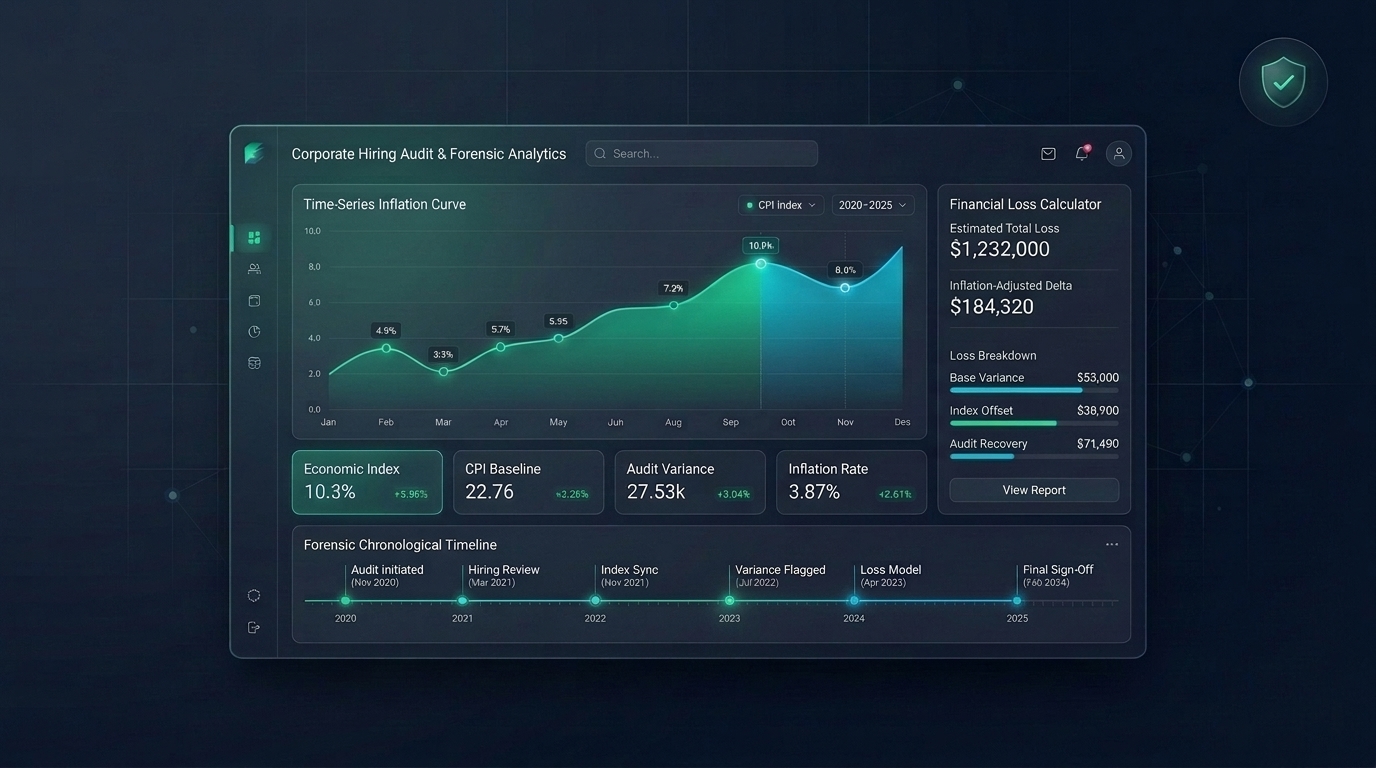 Corporate Hiring Audit & Forensic Analytics
Search...
Time-Series Inflation Curve
CPI index
2020-2025
10.0
8.0
6.0
4.0
2.0
0.0
4.9%
3:3%
5.7%
5.95
7.2%
8.0%
Jan
Feb
Mar
Apr
May
Juh
Aug
Sep
Oot
Nov
Des
Financial Loss Calculator
Estimated Total Loss
$1,232,000
Inflation-Adjusted Delta
$184,320
Loss Breakdown
Base Variance
$53,000
Index Offset
$38,900
Audit Recovery
$71,490
View Report
Economic Index
10.3%
+5.96%
CPI Baseline
22.76
Audit Variance
27.53k
+3.04%
Inflation Rate
3.87%
+2.61%
Forensic Chronological Timeline
Audit initiated
(Nov 2020)
Hiring Review
(Mar 2021)
Index Sync
(Nov 2021)
Variance Flagged
Loss Model
(Apr 2023)
Final Sign-Off
2020
2021
2022
2023
2024
2025